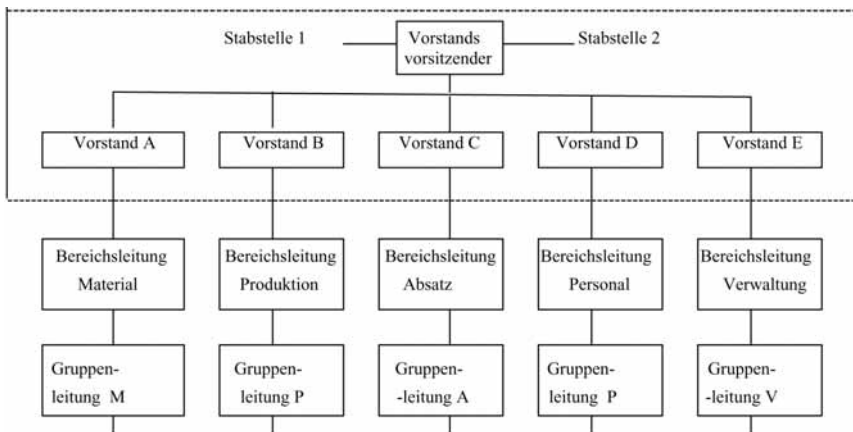 Stabstelle 1
Vorstands
vorsitzender
Stabstelle 2
Vorstand A
Vorstand B
Vorstand C
Vorstand D
Vorstand E
Bereichsleitung
Material
Bereichsleitung
Produktion
Bereichsleitung
Absatz
Bereichsleitung
Personal
Bereichsleitung
Verwaltung
Gruppen-
leitung M
Gruppen-
leitung P
Gruppen-
-leitung A
Gruppen-
leitung P
Gruppen-
-leitung V